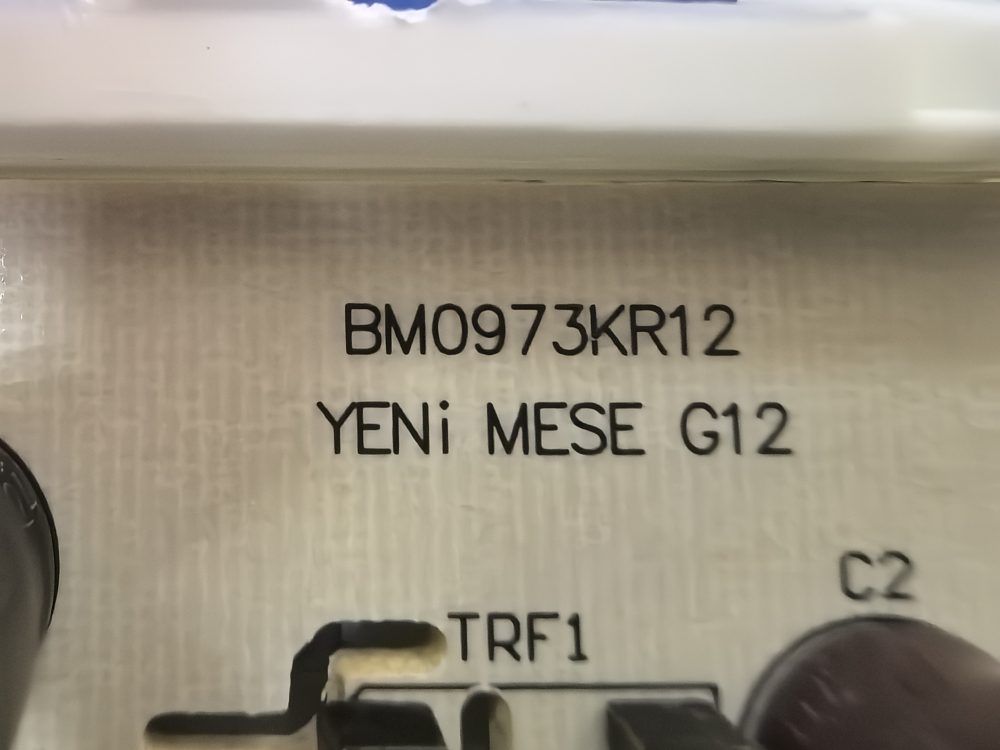 BM0973KR12
YENi MESE G12
C2
TRF1